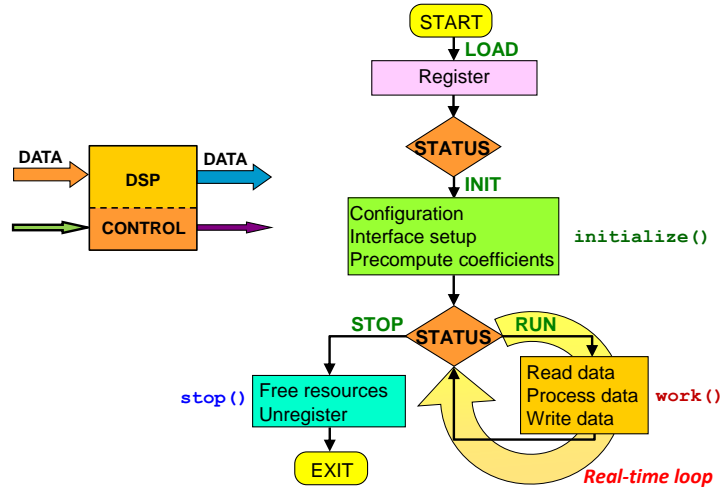 START
LOAD
Register
STATUS
INIT
DATA
DATA
DSP
CONTROL
Configuration
Interface setup
Precompute coefficients
initialize()
STOP
STATUS
RUN
stop()
Free resources
Unregister
Read data
Process data
Write data
work()
EXIT
Real-time loop